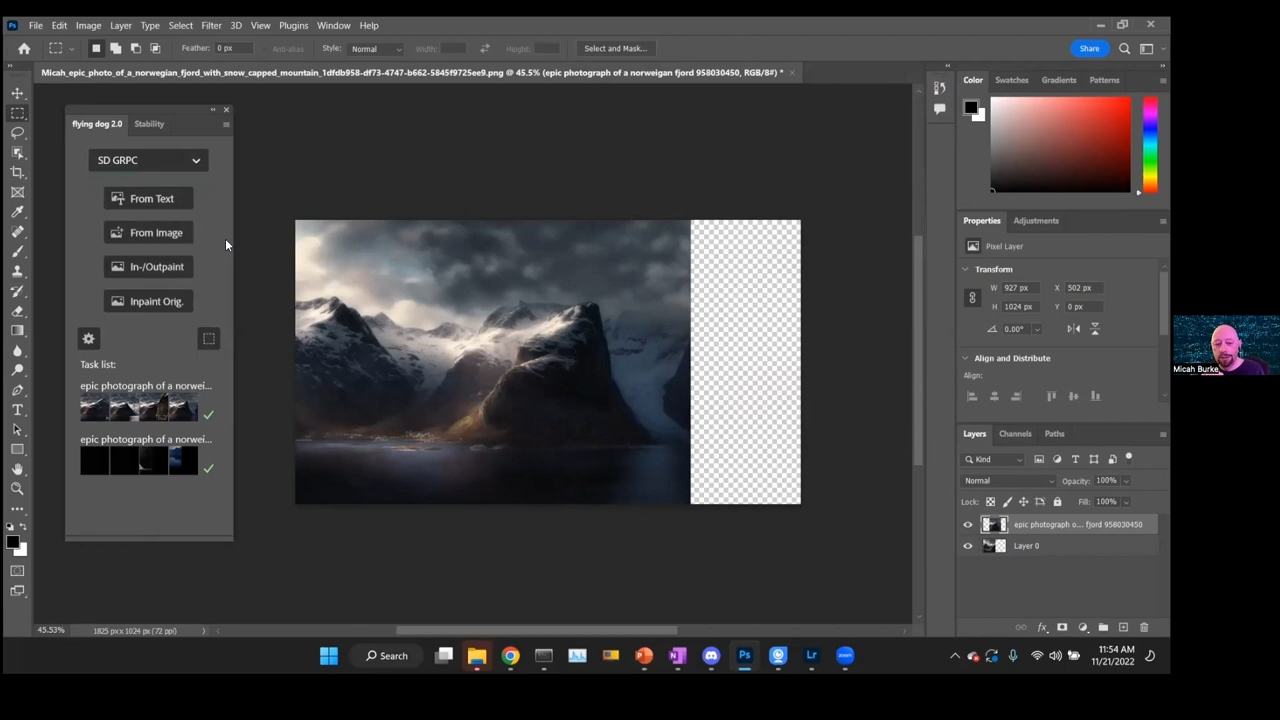 Ps File Edit Image Layer Type Select Filter 3D View Plugins Window Help
Feather: 0 px Anti-alias Style: Normal Width: Height: Select and Mask... Share
Micah_epic_photo_of_a_norwegian_fjord_with_snow_capped_mountain_1dfdb958-df73-4747-b662-5845f9725ee9.png @ 45.5% (epic photograph of a norweigan fjord 958030450, RGB/8#) *
Color Swatches Gradients Patterns
flying dog 2.0 Stability
SD GRPC
From Text
From Image
In-/Outpaint
Inpaint Orig.
Task list:
epic photograph of a norwei...
epic photograph of a norwei...
Properties Adjustments
Pixel Layer
Transform
W 927 px X 502 px
H 1024 px Y 0 px
0.00°
Align and Distribute
Align:
Layers Channels Paths
Kind
Normal Opacity: 100%
Lock: Fill: 100%
epic photograph o... fjord 958030450
Layer 0
Micah Burke
45.53% 1825 px x 1024 px (72 ppi)
Search
Ps
Lr
zoom
11:54 AM
11/21/2022